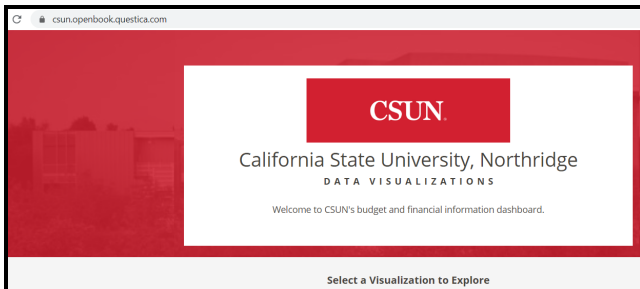 csun.openbook.questica.com
CSUN.
California State University, Northridge
DATA VISUALIZATIONS
Welcome to CSUN's budget and financial information dashboard.
Select a Visualization to Explore